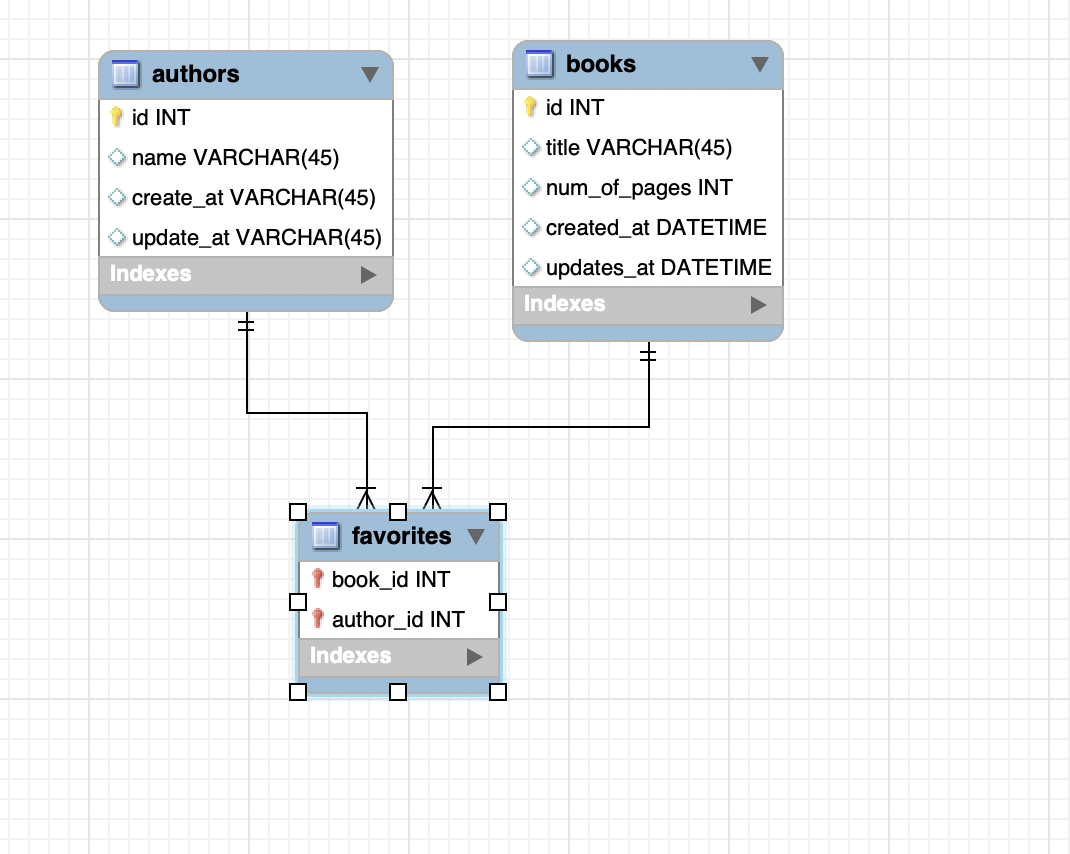 authors
id INT
name VARCHAR(45)
create_at VARCHAR(45)
update_at VARCHAR(45)
Indexes
books
id INT
title VARCHAR(45)
num_of_pages INT
created_at DATETIME
updates_at DATETIME
Indexes
favorites
book_id INT
author_id INT
Indexes